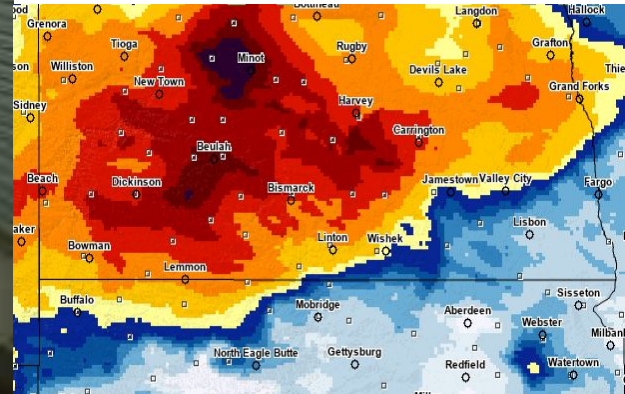 Bottineau
Langdon
Hallock
Grenora
Tioga
Rugby
Grafton
Williston
Minot
Devils Lake
New Town
Grand Forks
Sidney
Harvey
Carrington
Beulah
Beach
Dickinson
Bismarck
Jamestown
Valley City
Fargo
Lisbon
Linton
Wishek
Bowman
Lemmon
Buffalo
Sisseton
Mobridge
Aberdeen
Webster
North Eagle Butte
Gettysburg
Redfield
Watertown